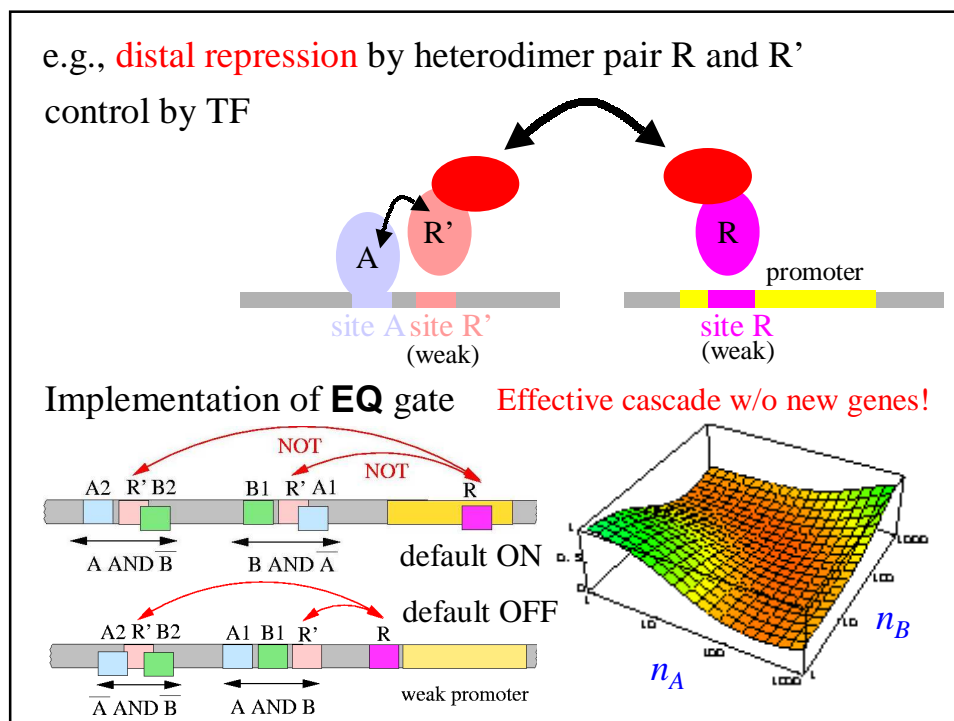 e.g., distal repression by heterodimer pair R and R’
control by TF
A
R’
R
promoter
site A site R’
site R
(weak)
(weak)
Implementation of EQ gate
Effective cascade w/o new genes!
NOT
NOT
A2 R’ B2
B1 R’ A1
R
A AND B̅
B AND A̅
default ON
default OFF
A2 R’ B2
A1 B1 R’
R
A̅ AND B̅
A AND B
weak promoter
n_A
n_B